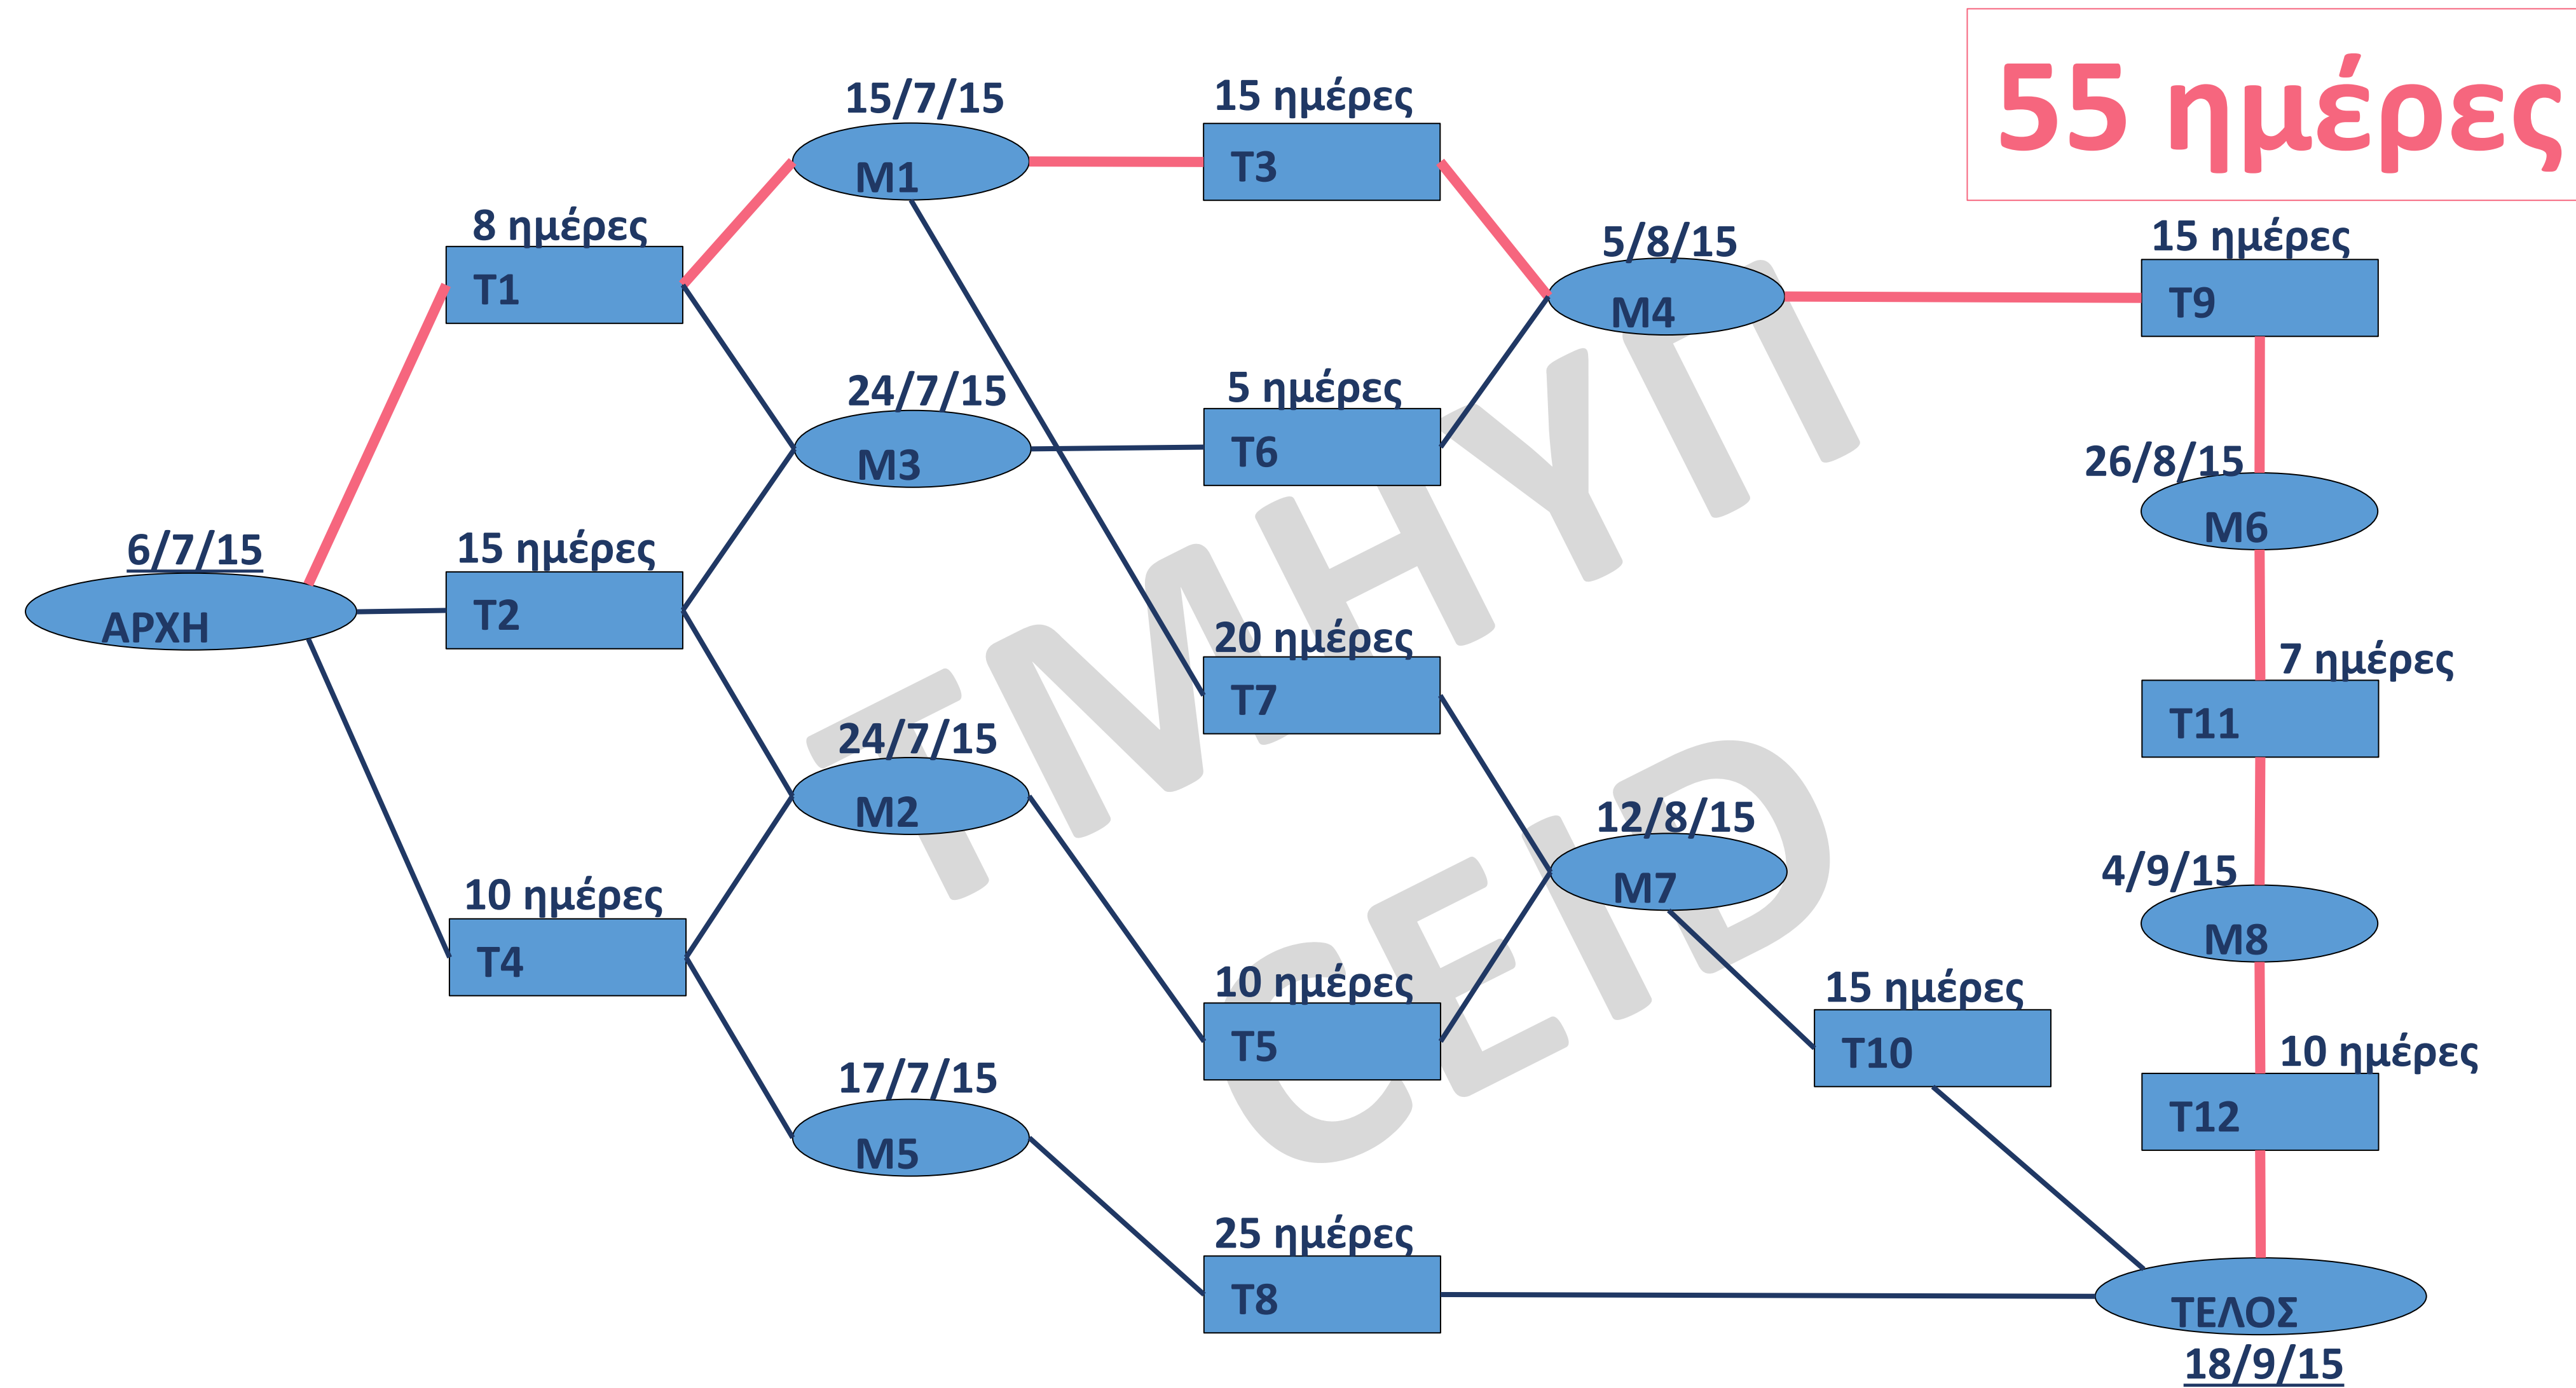 55 ημέρες
15/7/15
15 ημέρες
M1
T3
8 ημέρες
T1
5/8/15
M4
15 ημέρες
T9
24/7/15
M3
5 ημέρες
T6
26/8/15
M6
6/7/15
ΑΡΧΗ
15 ημέρες
T2
20 ημέρες
T7
7 ημέρες
T11
24/7/15
M2
12/8/15
M7
4/9/15
M8
10 ημέρες
T4
10 ημέρες
T5
15 ημέρες
T10
10 ημέρες
T12
17/7/15
M5
25 ημέρες
T8
ΤΕΛΟΣ
18/9/15
ΤΜΗΥΠ
CEID